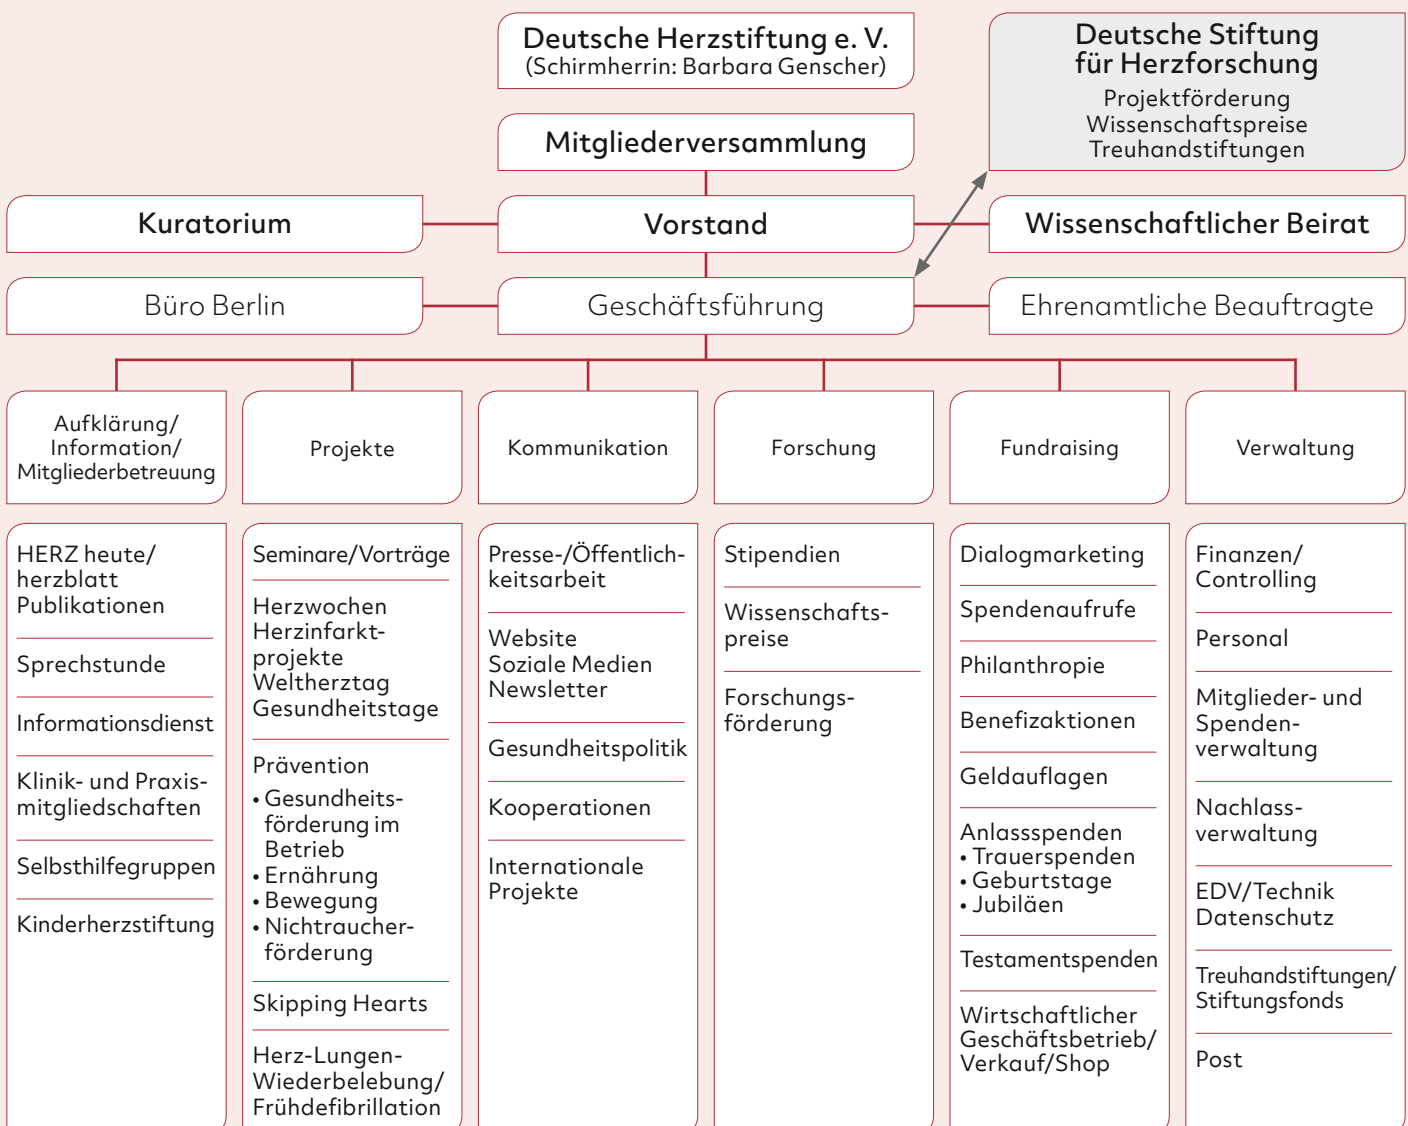 Deutsche Herzstiftung e. V.
(Schirmherrin: Barbara Genscher)
Deutsche Stiftung
für Herzforschung
Projektförderung
Wissenschaftspreise
Treuhandstiftungen
Mitgliederversammlung
Kuratorium
Vorstand
Wissenschaftlicher Beirat
Büro Berlin
Geschäftsführung
Ehrenamtliche Beauftragte
Aufklärung/
Information/
Mitgliederbetreuung
Projekte
Kommunikation
Forschung
Fundraising
Verwaltung
HERZ heute/
herzblatt
Publikationen
Sprechstunde
Informationsdienst
Klinik- und Praxis-
mitgliedschaften
Selbsthilfegruppen
Kinderherzstiftung
Seminare/Vorträge
Herzwochen
Herzinfarkt-
projekte
Weltherztag
Gesundheitstage
Prävention
• Gesundheits-
förderung im
Betrieb
• Ernährung
• Bewegung
• Nichtraucher-
förderung
Skipping Hearts
Herz-Lungen-
Wiederbelebung/
Frühdefibrillation
Presse-/Öffentlich-
keitsarbeit
Website
Soziale Medien
Newsletter
Gesundheitspolitik
Kooperationen
Internationale
Projekte
Stipendien
Wissenschafts-
preise
Forschungs-
förderung
Dialogmarketing
Spendenaufrufe
Philanthropie
Benefizaktionen
Geldauflagen
Anlassspenden
• Trauerspenden
• Geburtstage
• Jubiläen
Testamentspenden
Wirtschaftlicher
Geschäftsbetrieb/
Verkauf/Shop
Finanzen/
Controlling
Personal
Mitglieder- und
Spenden-
verwaltung
Nachlass-
verwaltung
EDV/Technik
Datenschutz
Treuhandstiftungen/
Stiftungsfonds
Post